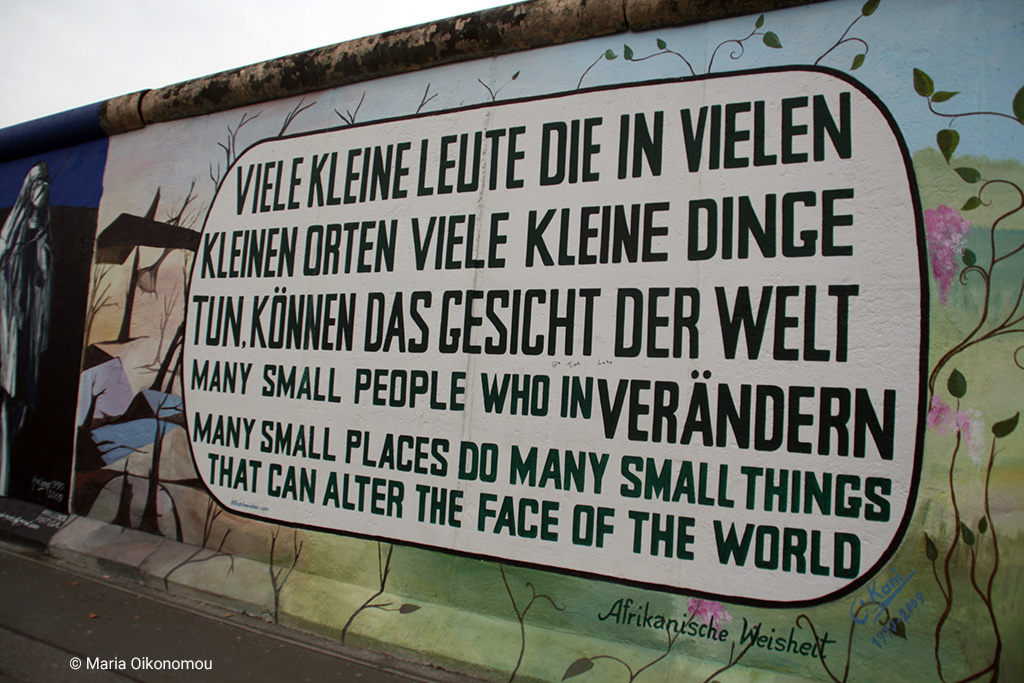 VIELE KLEINE LEUTE DIE IN VIELEN
KLEINEN ORTEN VIELE KLEINE DINGE
TUN, KÖNNEN DAS GESICHT DER WELT
VERÄNDERN
MANY SMALL PEOPLE WHO IN
MANY SMALL PLACES DO MANY SMALL THINGS
THAT CAN ALTER THE FACE OF THE WORLD
Afrikanische Weisheit
© Maria Oikonomou